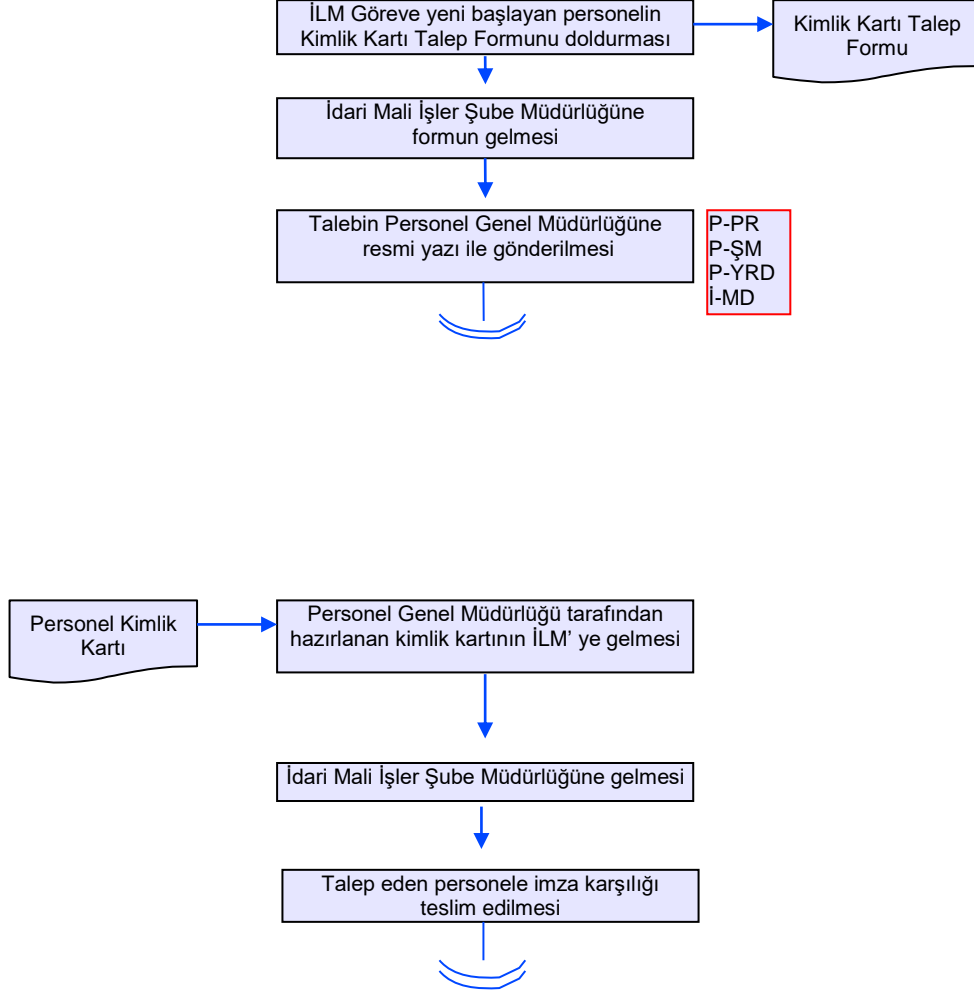 İLM Göreve yeni başlayan personelin
Kimlik Kartı Talep Formunu doldurması
Kimlik Kartı Talep
Formu
İdari Mali İşler Şube Müdürlüğüne
formun gelmesi
Talebin Personel Genel Müdürlüğüne
resmi yazı ile gönderilmesi
P-PR
P-ŞM
P-YRD
İ-MD
Personel Kimlik
Kartı
Personel Genel Müdürlüğü tarafından
hazırlanan kimlik kartının İLM’ ye gelmesi
İdari Mali İşler Şube Müdürlüğüne gelmesi
Talep eden personele imza karşılığı
teslim edilmesi